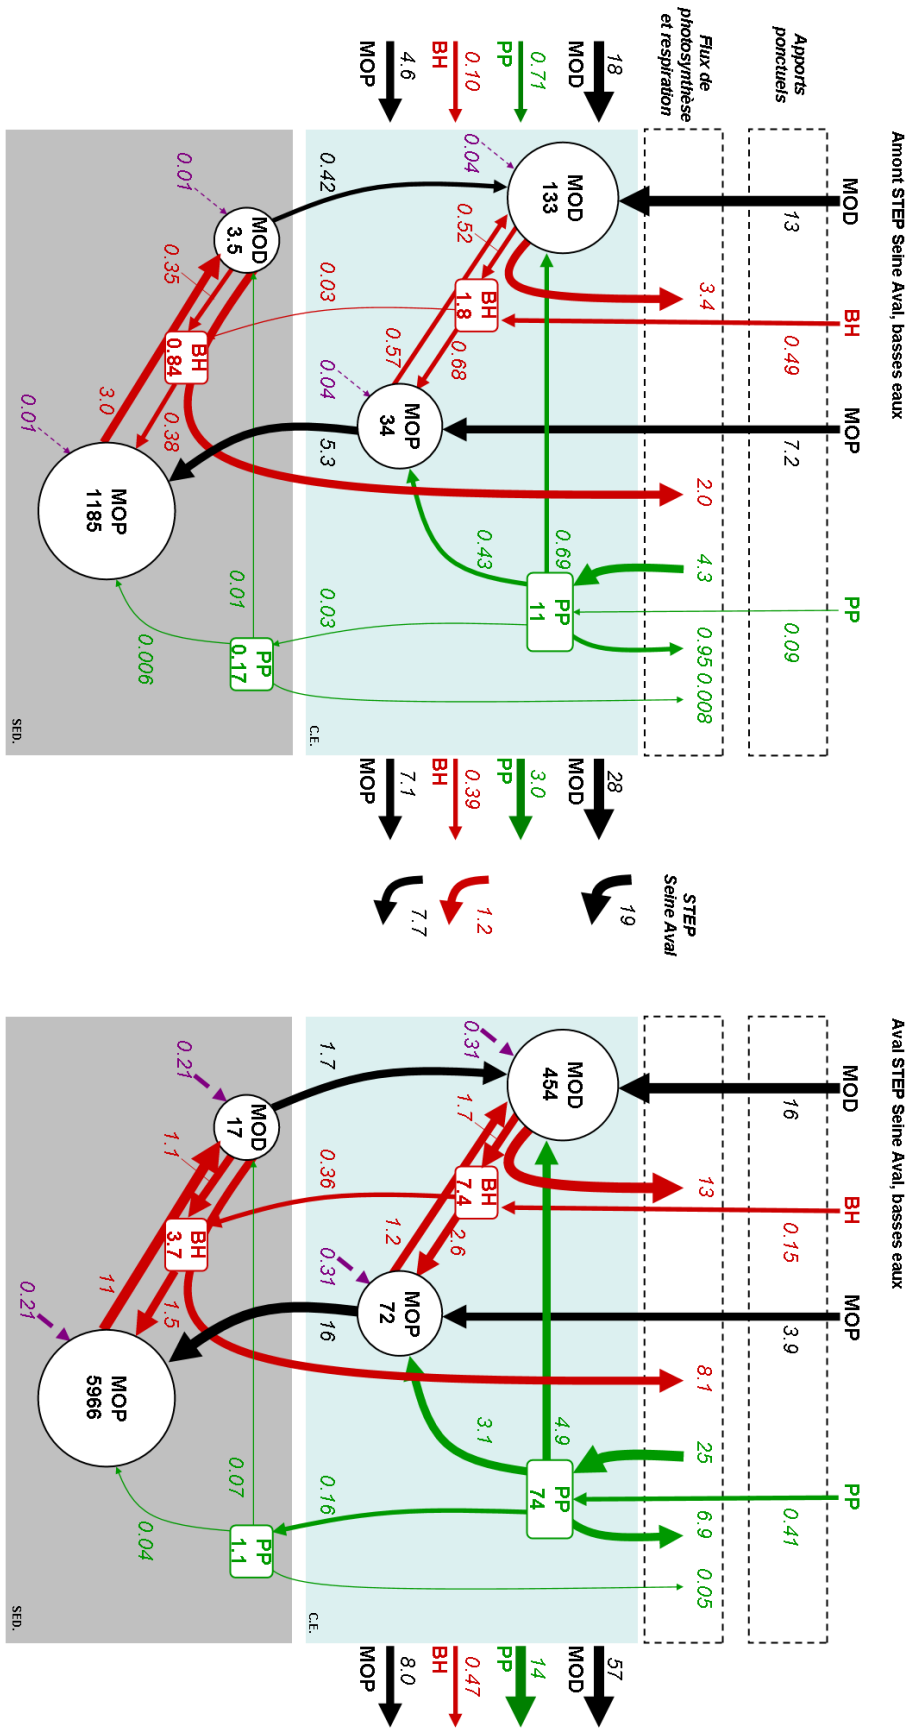 Amont STEP Seine Aval, basses eaux
Apports
ponctuels
MOD
13
BH
0.49
MOP
7.2
PP
0.09
Flux de
photosynthèse
et respiration
3.4
2.0
4.3
0.95
0.008
18
MOD
0.71
PP
0.10
BH
4.6
MOP
0.04
MOD
133
0.52
BH
1.8
0.68
0.57
0.04
MOP
34
0.69
0.43
PP
11
0.42
0.03
5.3
0.03
C.E.
0.01
MOD
3.5
0.35
BH
0.84
0.38
3.0
0.01
MOP
1185
0.01
0.006
PP
0.17
SED.
28
MOD
3.0
PP
0.39
BH
7.1
MOP
STEP
Seine Aval
19
1.2
7.7
Aval STEP Seine Aval, basses eaux
MOD
16
BH
0.15
MOP
3.9
PP
0.41
13
8.1
25
6.9
0.05
0.31
MOD
454
1.7
BH
7.4
2.6
1.2
0.31
MOP
72
4.9
3.1
PP
74
1.7
0.36
16
0.16
C.E.
0.21
MOD
17
1.1
BH
3.7
1.5
11
0.21
MOP
5966
0.07
0.04
PP
1.1
SED.
57
MOD
14
PP
0.47
BH
8.0
MOP